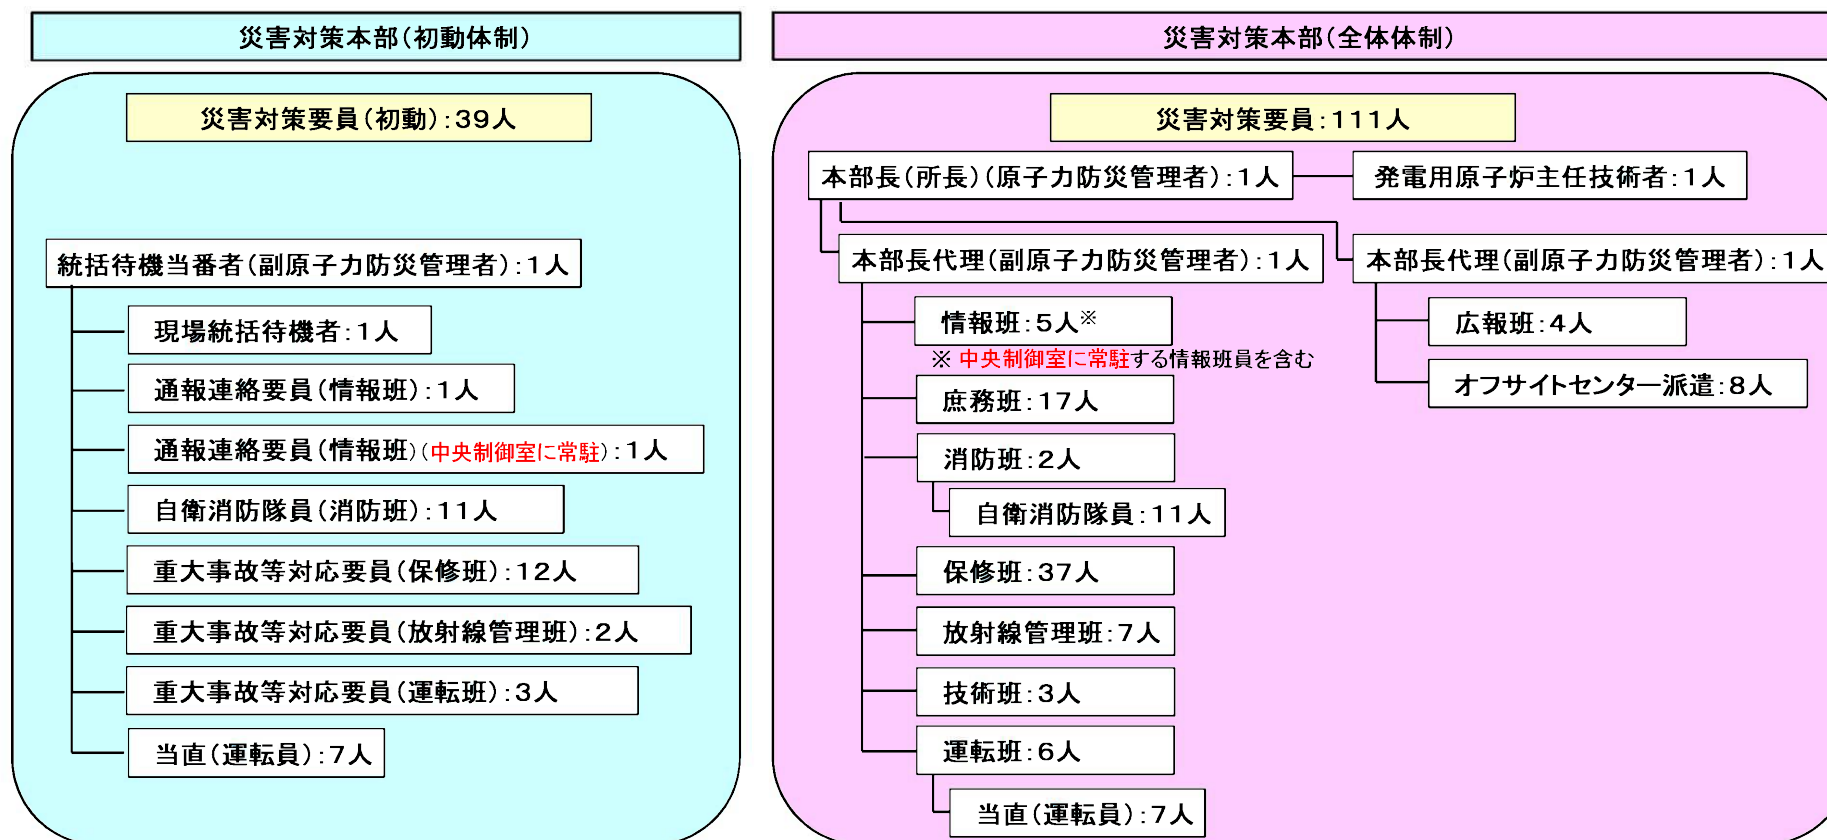 災害対策本部(初動体制)
災害対策要員(初動):39人
統括待機当番者(副原子力防災管理者):1人
現場統括待機者:1人
通報連絡要員(情報班):1人
通報連絡要員(情報班)(中央制御室に常駐):1人
自衛消防隊員(消防班):11人
重大事故等対応要員(保修班):12人
重大事故等対応要員(放射線管理班):2人
重大事故等対応要員(運転班):3人
当直(運転員):7人
災害対策本部(全体体制)
災害対策要員:111人
本部長(所長)(原子力防災管理者):1人
発電用原子炉主任技術者:1人
本部長代理(副原子力防災管理者):1人
情報班:5人※
※ 中央制御室に常駐する情報班員を含む
庶務班:17人
消防班:2人
自衛消防隊員:11人
保修班:37人
放射線管理班:7人
技術班:3人
運転班:6人
当直(運転員):7人
本部長代理(副原子力防災管理者):1人
広報班:4人
オフサイトセンター派遣:8人